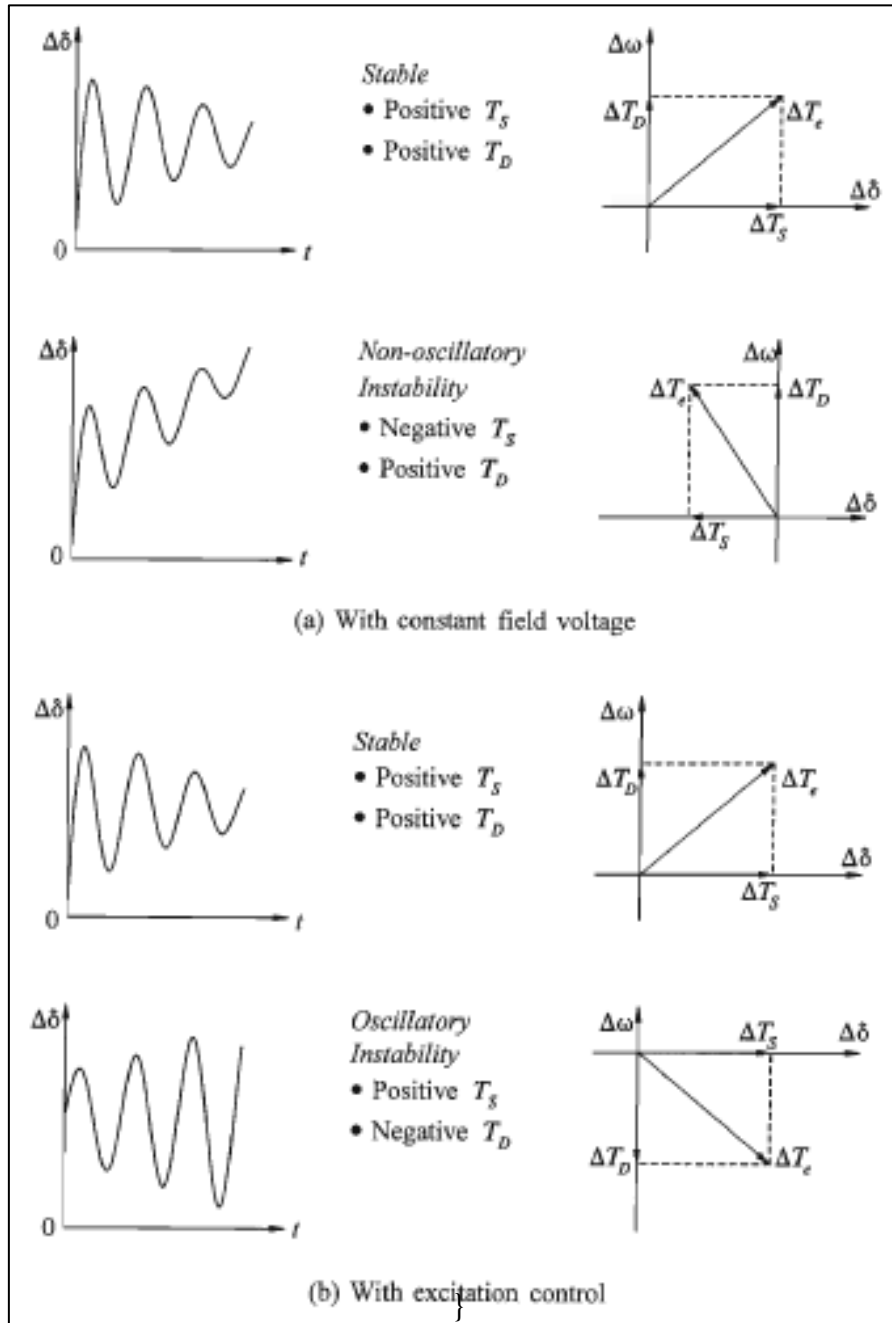 Δδ
0
t
Stable
• Positive T_S
• Positive T_D
Δω
ΔT_D
ΔT_e
Δδ
ΔT_S
Δδ
0
t
Non-oscillatory
Instability
• Negative T_S
• Positive T_D
Δω
ΔT_e
ΔT_D
Δδ
ΔT_S
(a) With constant field voltage
Δδ
0
t
Stable
• Positive T_S
• Positive T_D
Δω
ΔT_D
ΔT_e
Δδ
ΔT_S
Δδ
0
t
Oscillatory
Instability
• Positive T_S
• Negative T_D
Δω
ΔT_S
Δδ
ΔT_D
ΔT_e
(b) With excitation control
}